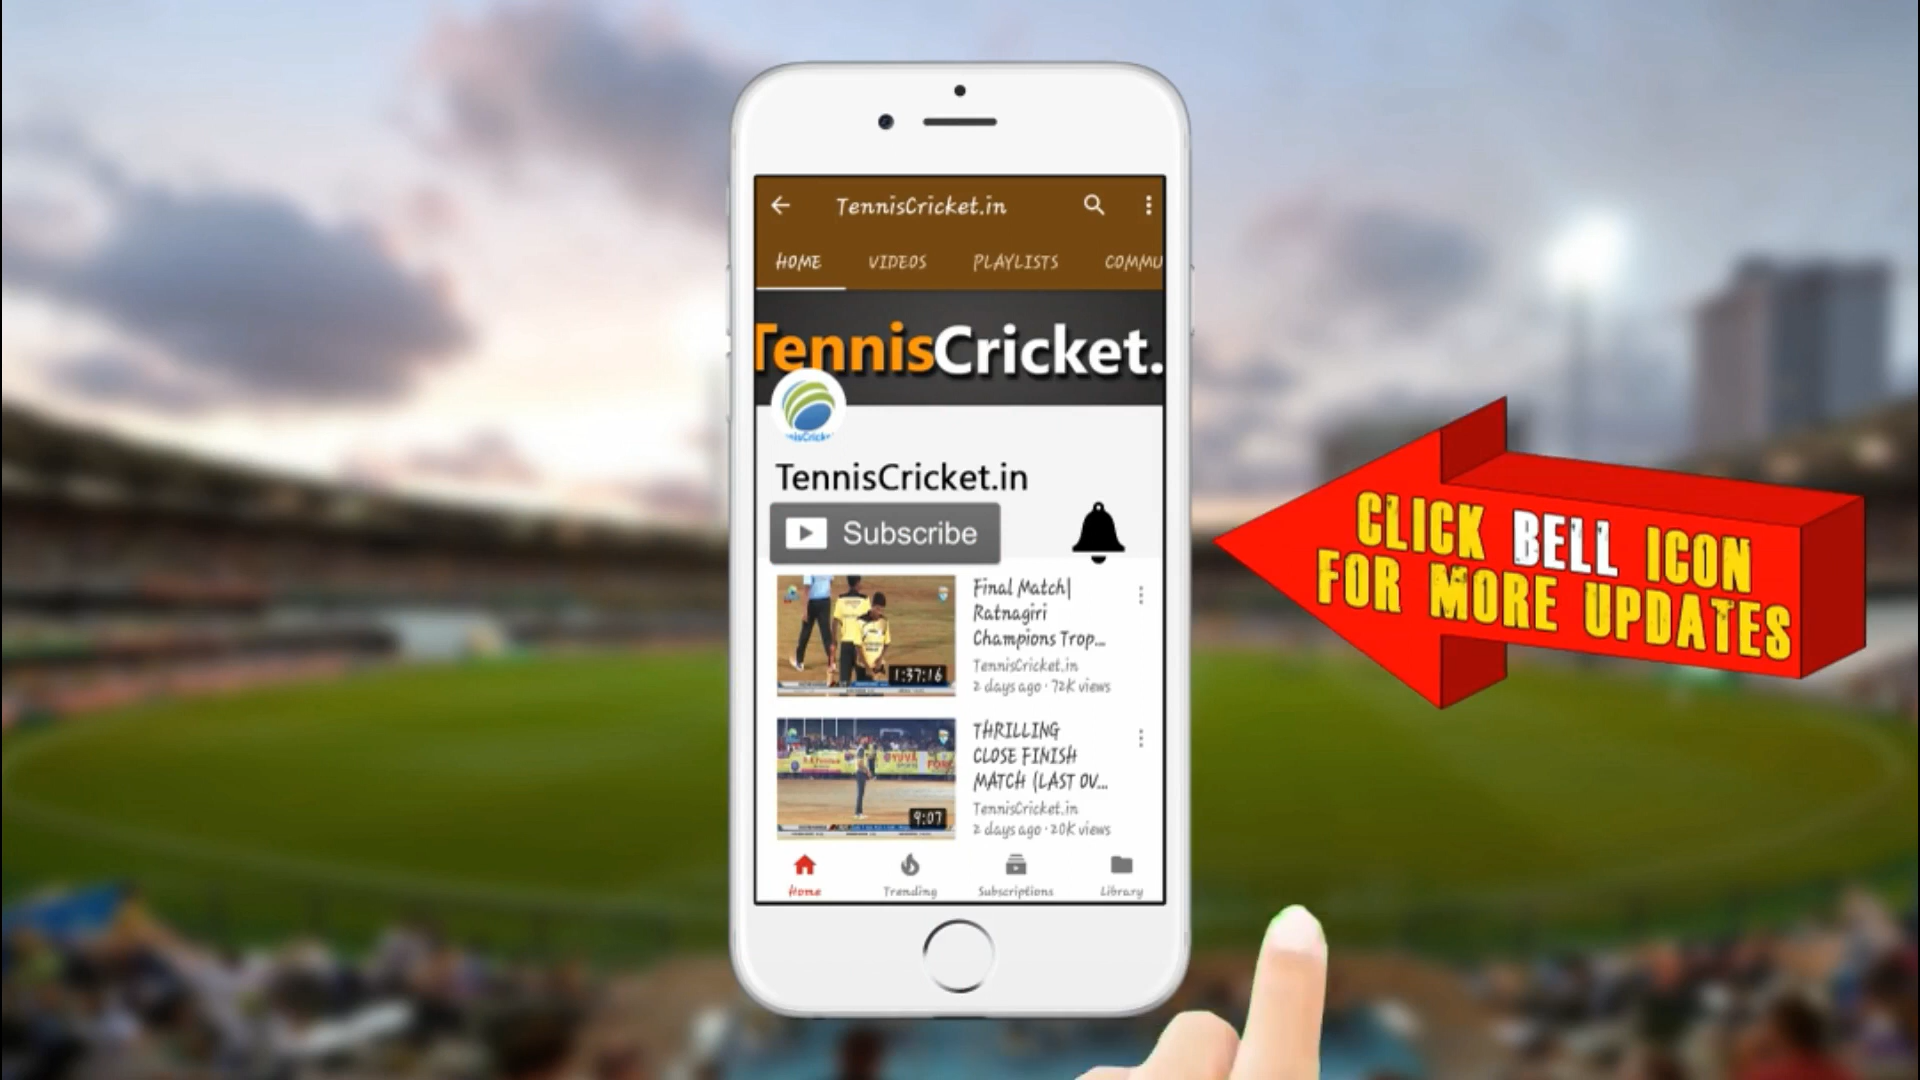 TennisCricket.in
HOME VIDEOS PLAYLISTS COMMU
TennisCricket.
TennisCricket.in
Subscribe
Final Match|
Ratnagiri
Champions Trop...
TennisCricket.in
2 days ago · 72K views
1:37:16
THRILLING
CLOSE FINISH
MATCH (LAST OV...
TennisCricket.in
2 days ago · 20K views
9:07
Home Trending Subscriptions Library
CLICK BELL ICON
FOR MORE UPDATES